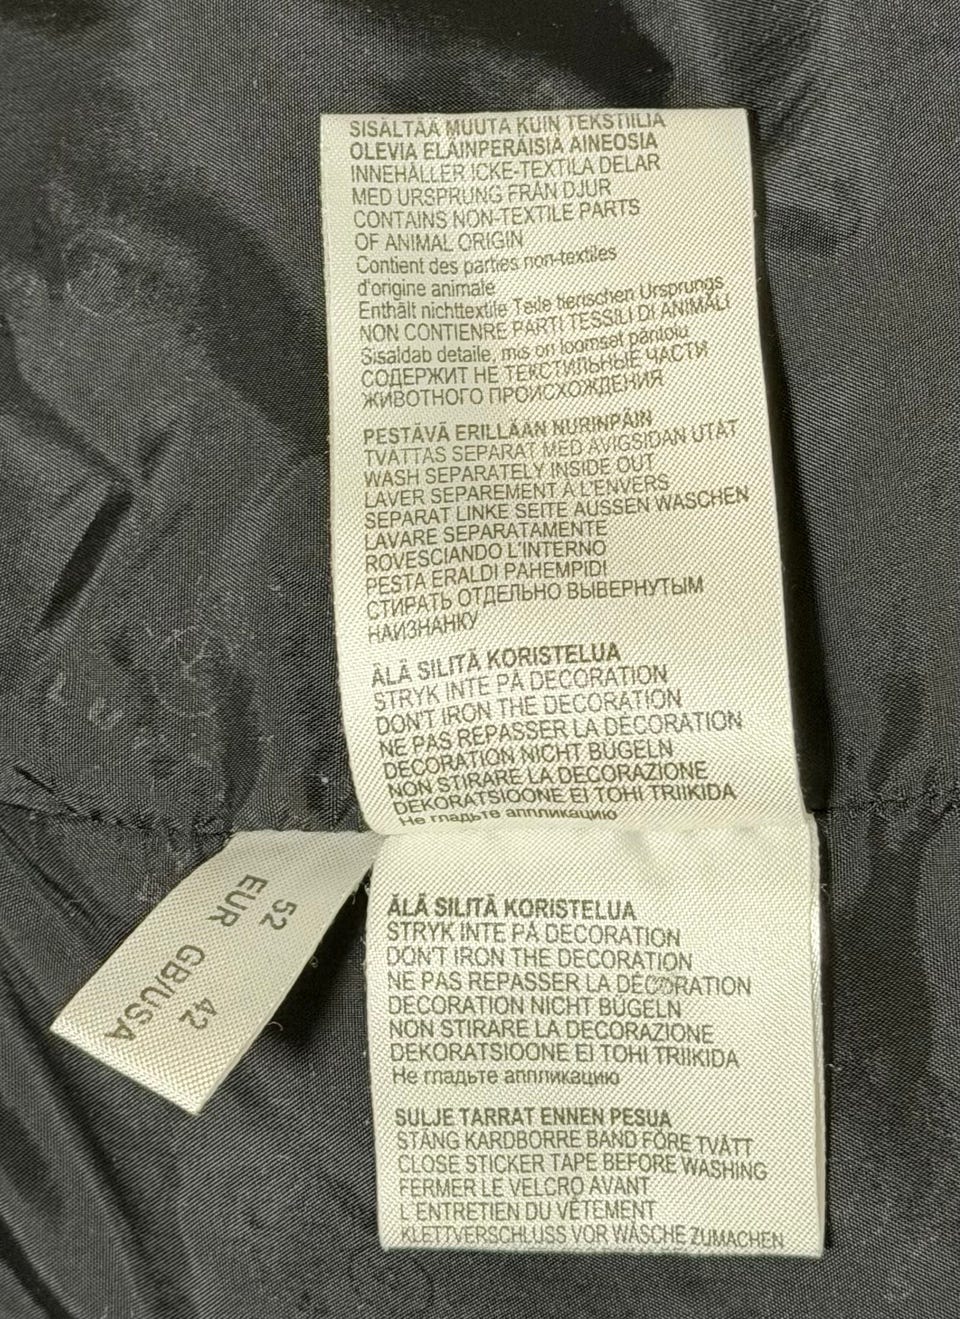 SISÄLTÄÄ MUUTA KUIN TEKSTIILIÄ
OLEVIA ELÄINPERÄISIÄ AINEOSIA
INNEHÅLLER ICKE-TEXTILA DELAR
MED URSPRUNG FRÅN DJUR
CONTAINS NON-TEXTILE PARTS
OF ANIMAL ORIGIN
Contient des parties non-textiles
d'origine animale
Enthält nichttextile Teile tierischen Ursprungs
NON CONTIENRE PARTI TESSILI DI ANIMALI
Sisaldab detaile, mis on loomset päritolu
СОДЕРЖИТ НЕ ТЕКСТИЛЬНЫЕ ЧАСТИ
ЖИВОТНОГО ПРОИСХОЖДЕНИЯ
PESTÄVÄ ERILLÄÄN NURINPÄIN
TVÄTTAS SEPARAT MED AVIGSIDAN UTÅT
WASH SEPARATELY INSIDE OUT
LAVER SEPAREMENT À L'ENVERS
SEPARAT LINKE SEITE AUSSEN WASCHEN
LAVARE SEPARATAMENTE
ROVESCIANDO L'INTERNO
PESTA ERALDI PAHEMPIDI
СТИРАТЬ ОТДЕЛЬНО ВЫВЕРНУТЫМ
НАИЗНАНКУ
ÄLÄ SILITÄ KORISTELUA
STRYK INTE PÅ DECORATION
DON'T IRON THE DECORATION
NE PAS REPASSER LA DÉCORATION
DECORATION NICHT BÜGELN
NON STIRARE LA DECORAZIONE
DEKORATSIOONE EI TOHI TRIIKIDA
Не гладьте аппликацию
52
EUR
42
GB/USA
ÄLÄ SILITÄ KORISTELUA
STRYK INTE PÅ DECORATION
DON'T IRON THE DECORATION
NE PAS REPASSER LA DÉCORATION
DECORATION NICHT BÜGELN
NON STIRARE LA DECORAZIONE
DEKORATSIOONE EI TOHI TRIIKIDA
Не гладьте аппликацию
SULJE TARRAT ENNEN PESUA
STÄNG KARDBORRE BAND FÖRE TVÄTT
CLOSE STICKER TAPE BEFORE WASHING
FERMER LE VELCRO AVANT
L'ENTRETIEN DU VÊTEMENT
KLETTVERSCHLUSS VOR WÄSCHE ZUMACHEN